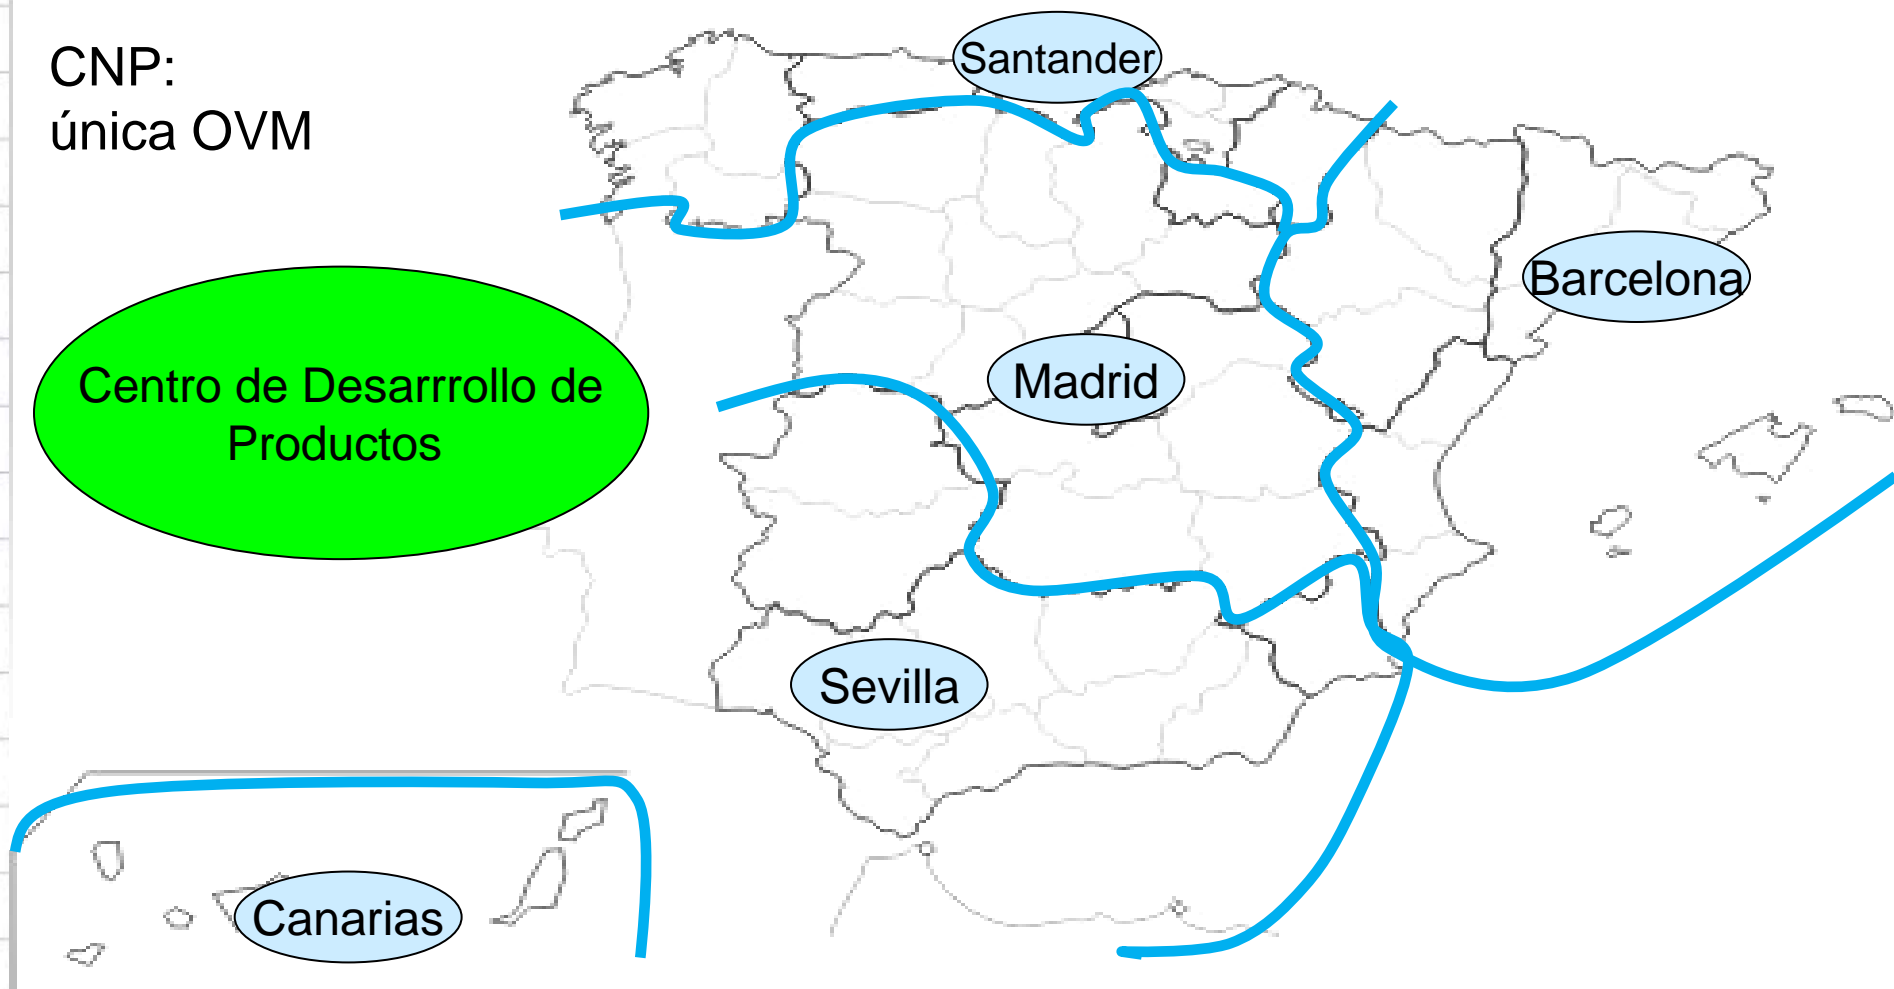 CNP:
única OVM
Santander
Barcelona
Centro de Desarrrollo de
Productos
Madrid
Sevilla
Canarias